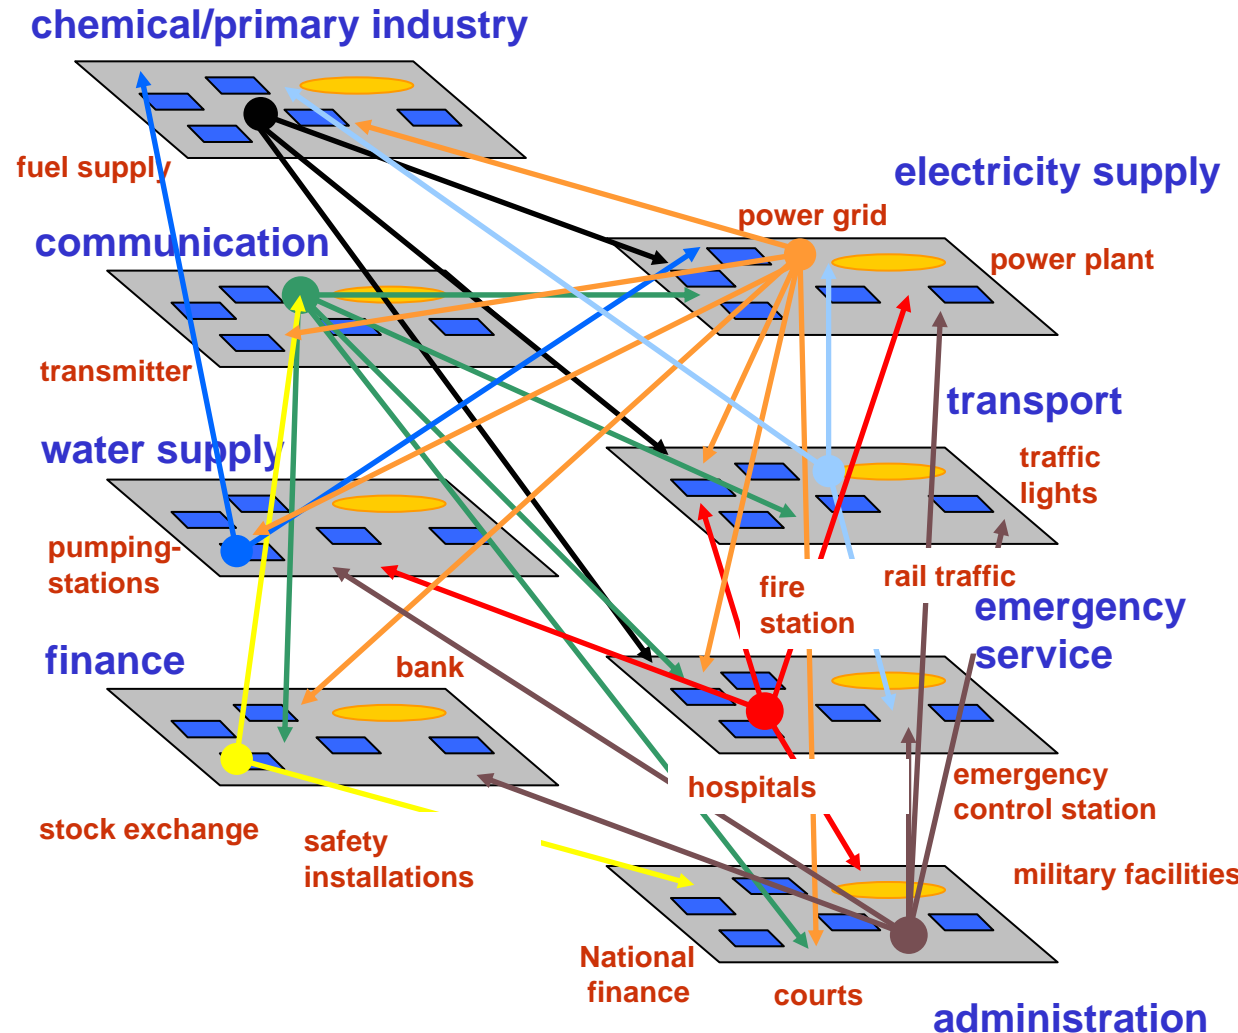 chemical/primary industry
fuel supply
electricity supply
power grid
power plant
communication
transmitter
transport
traffic
lights
water supply
pumping-
stations
fire
station
rail traffic
emergency
service
finance
bank
hospitals
emergency
control station
stock exchange
safety
installations
military facilities
National
finance
courts
administration